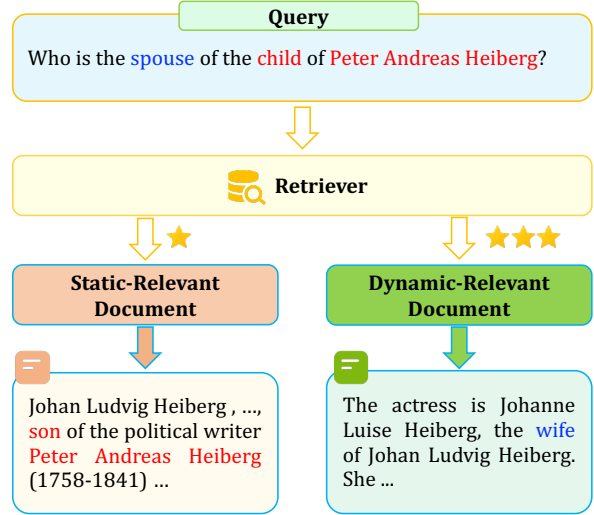 Query
Who is the spouse of the child of Peter Andreas Heiberg?
Retriever
Static-Relevant
Document
Dynamic-Relevant
Document
Johan Ludvig Heiberg , ...,
son of the political writer
Peter Andreas Heiberg
(1758-1841) ...
The actress is Johanne
Luise Heiberg, the wife
of Johan Ludvig Heiberg.
She ...